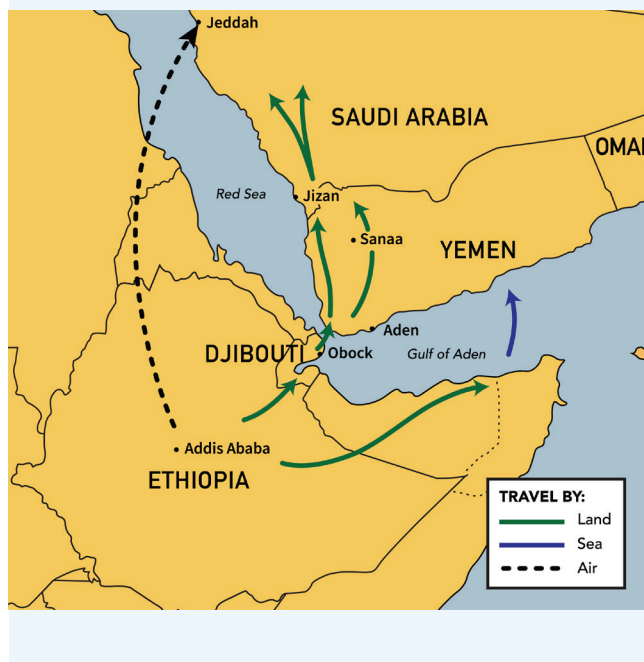 Jeddah
SAUDI ARABIA
OMA
Red Sea
Jizan
Sanaa
YEMEN
Aden
DJIBOUTI
Obock
Gulf of Aden
Addis Ababa
ETHIOPIA
TRAVEL BY:
Land
Sea
Air